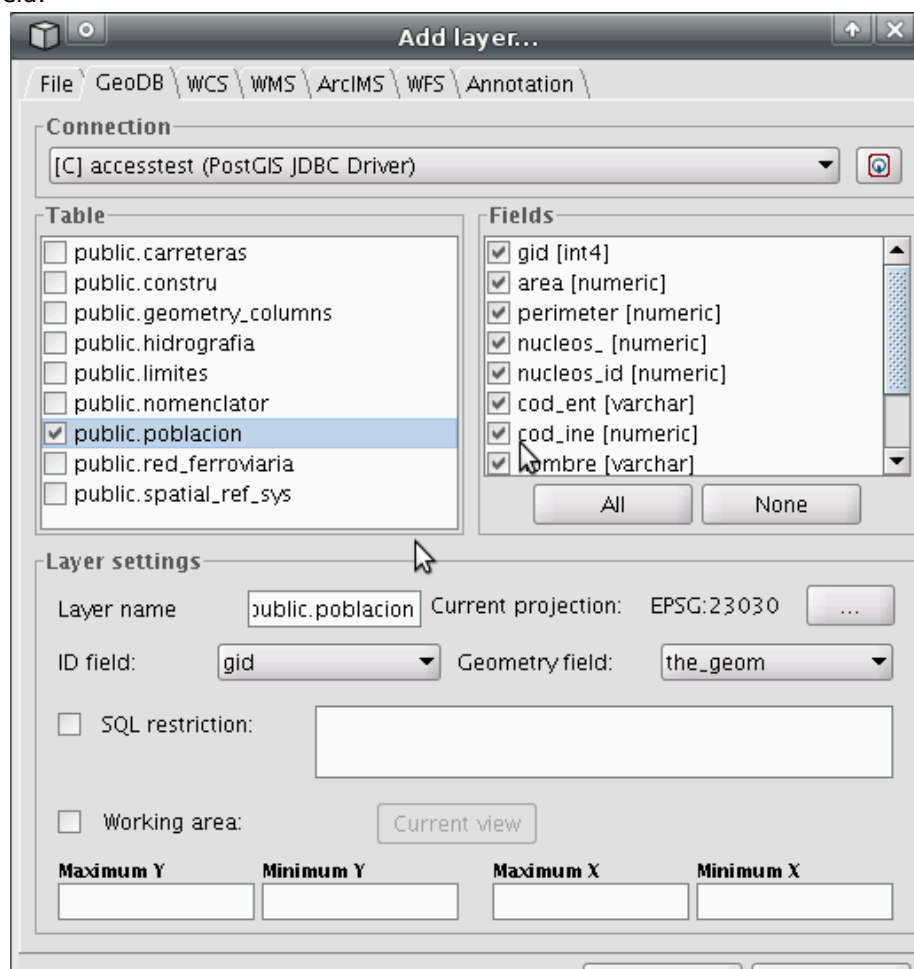 Add layer...
File GeoDB WCS WMS ArcIMS WFS Annotation
Connection
[C] accesstest (PostGIS JDBC Driver)
Table
public.carreteras
public.constru
public.geometry_columns
public.hidrografia
public.limites
public.nomenclator
public.poblacion
public.red_ferroviaria
public.spatial_ref_sys
Fields
gid [int4]
area [numeric]
perimeter [numeric]
nucleos_ [numeric]
nucleos_id [numeric]
cod_ent [varchar]
cod_ine [numeric]
nombre [varchar]
All None
Layer settings
Layer name public.poblacion Current projection: EPSG:23030 ...
ID field: gid Geometry field: the_geom
SQL restriction:
Working area: Current view
Maximum Y Minimum Y Maximum X Minimum X